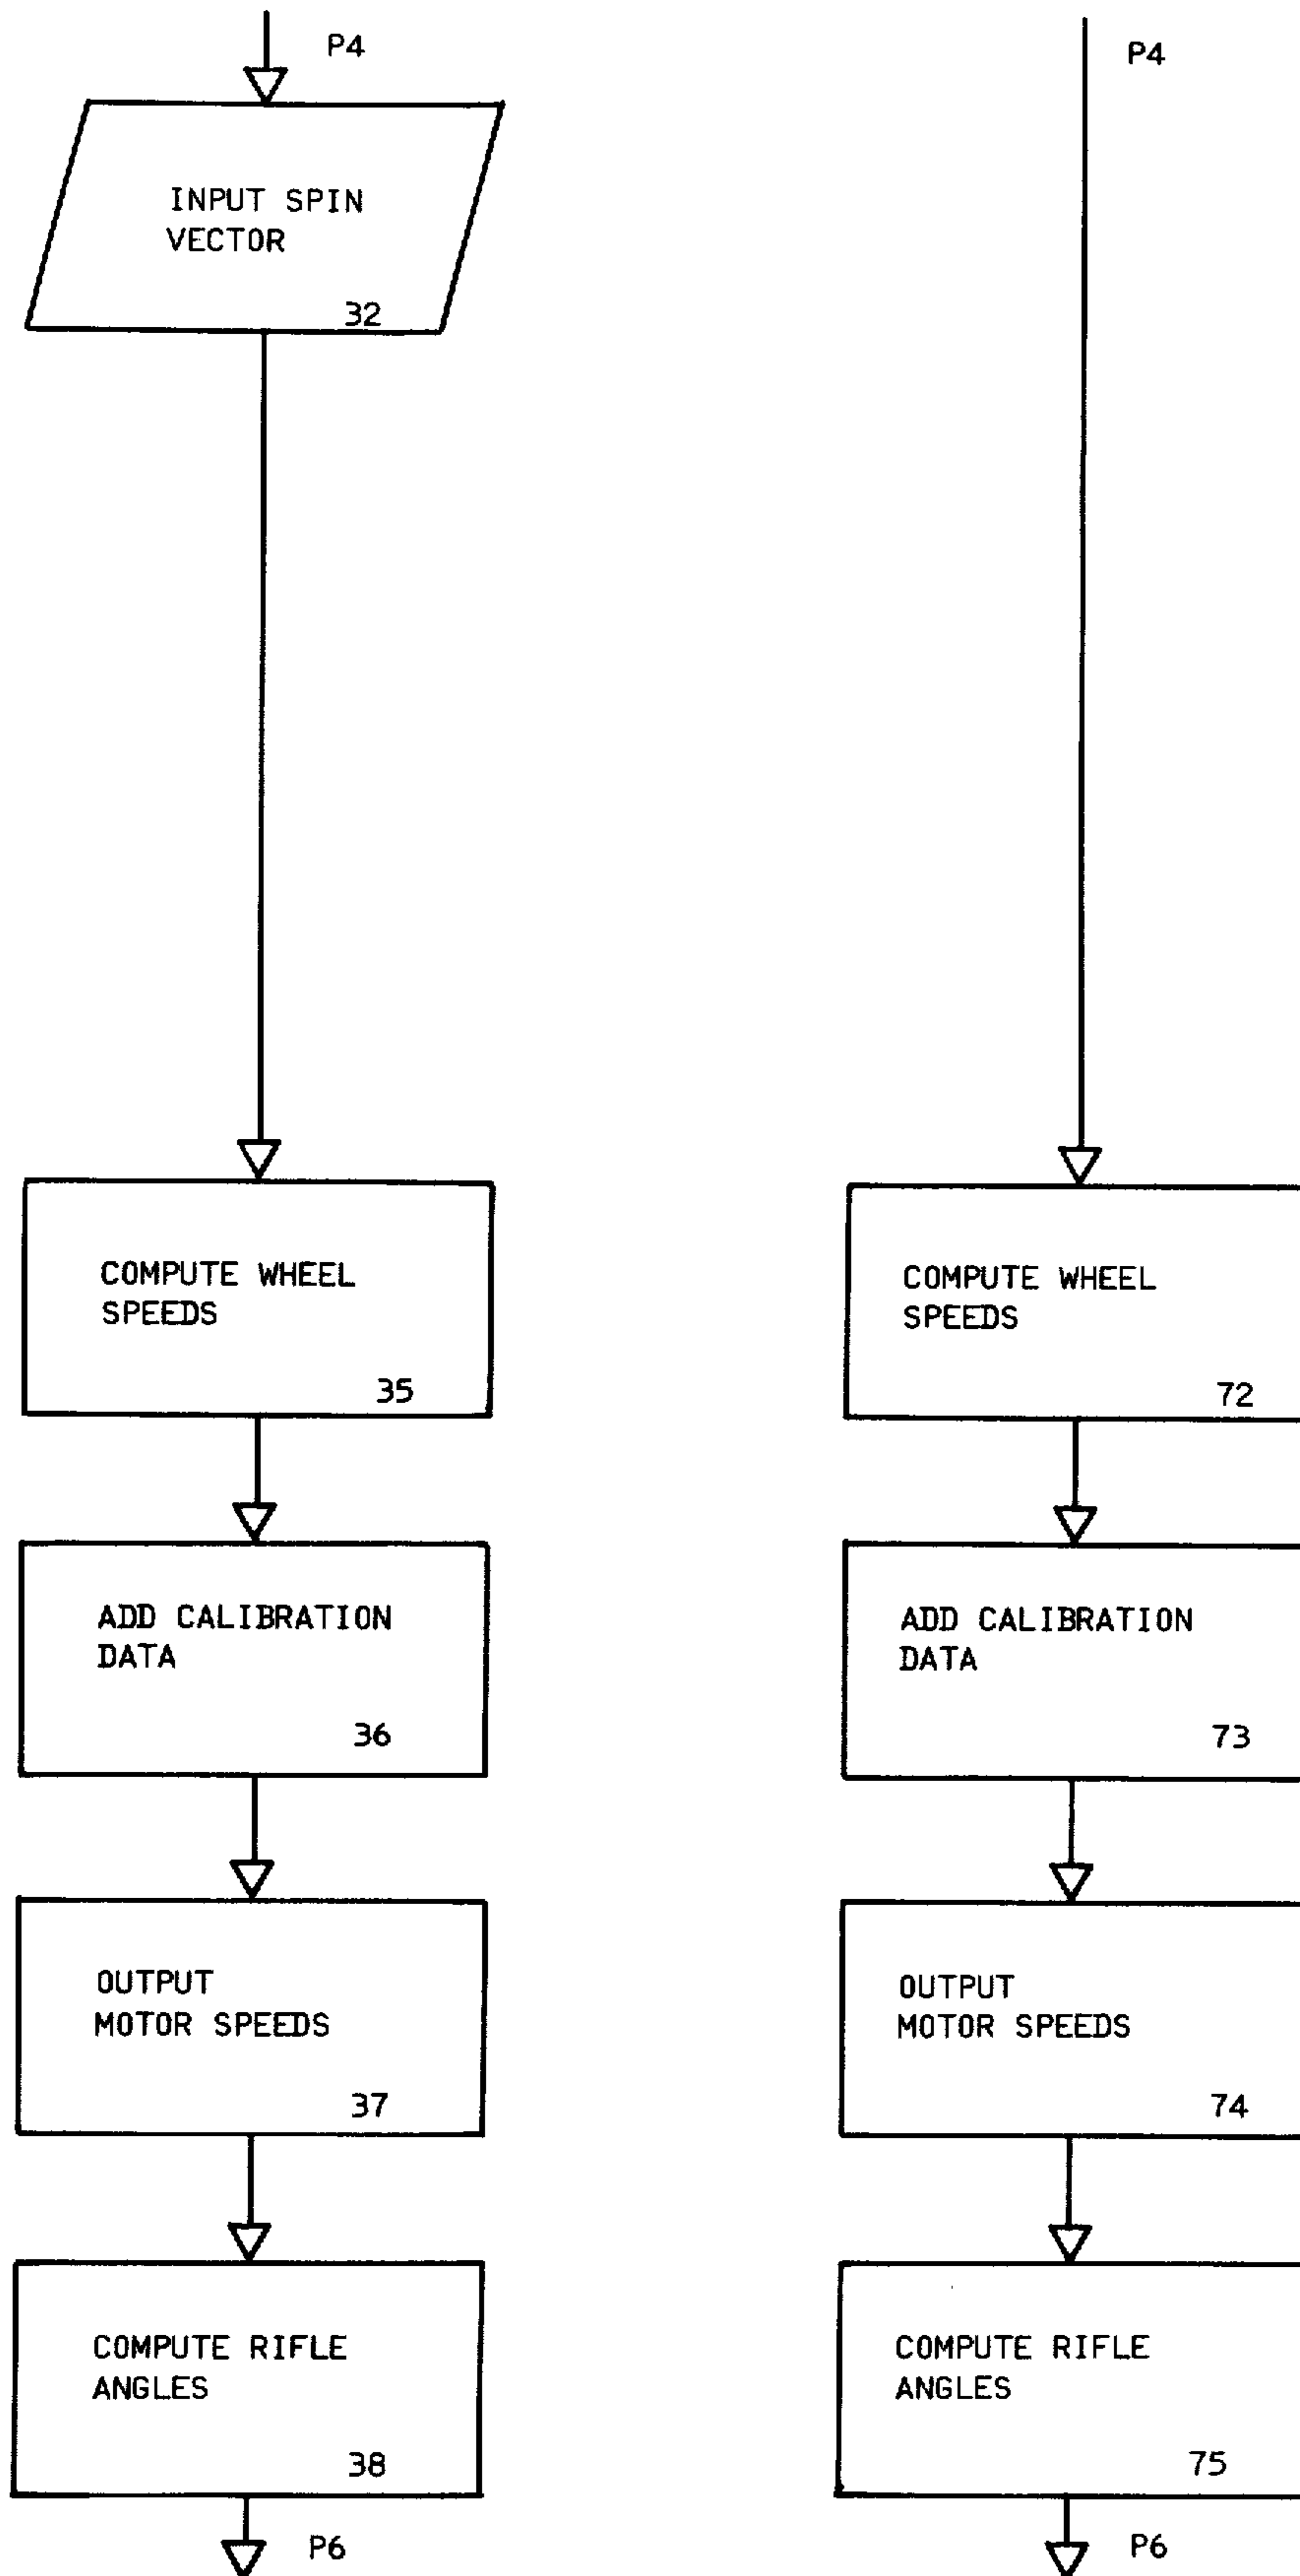 P4
INPUT SPIN
VECTOR
32
COMPUTE WHEEL
SPEEDS
35
ADD CALIBRATION
DATA
36
OUTPUT
MOTOR SPEEDS
37
COMPUTE RIFLE
ANGLES
38
P6
P4
COMPUTE WHEEL
SPEEDS
72
ADD CALIBRATION
DATA
73
OUTPUT
MOTOR SPEEDS
74
COMPUTE RIFLE
ANGLES
75
P6